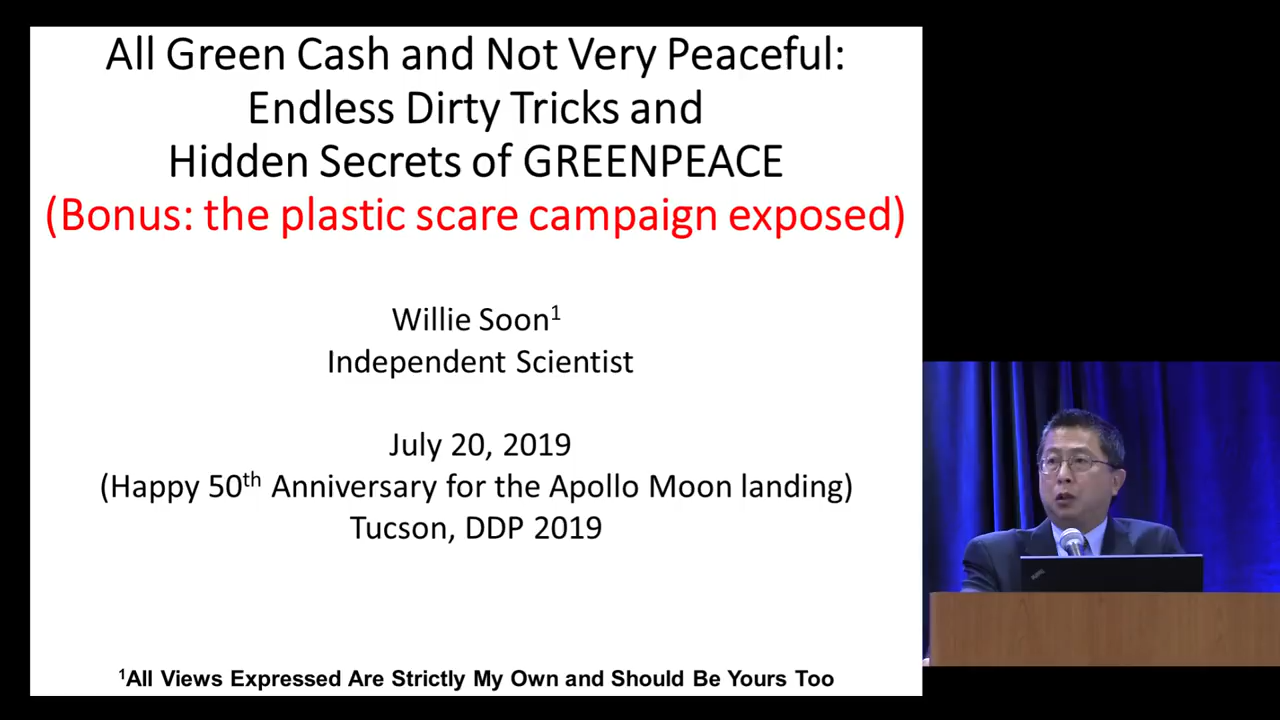 All Green Cash and Not Very Peaceful:
Endless Dirty Tricks and
Hidden Secrets of GREENPEACE
(Bonus: the plastic scare campaign exposed)
Willie Soon¹
Independent Scientist
July 20, 2019
(Happy 50th Anniversary for the Apollo Moon landing)
Tucson, DDP 2019
¹All Views Expressed Are Strictly My Own and Should Be Yours Too